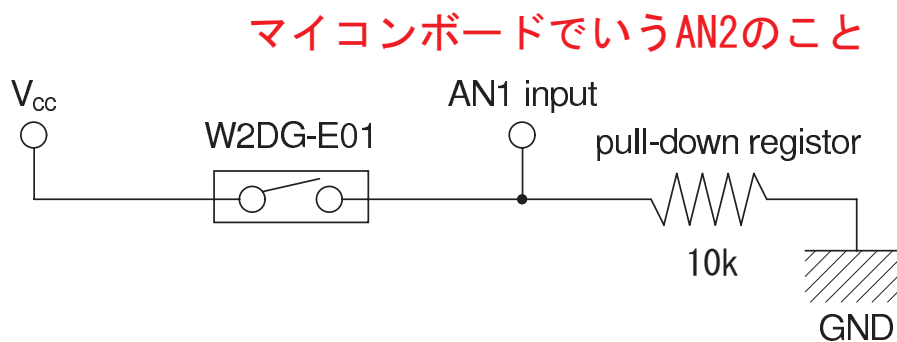 マイコンボードでいうAN2のこと
Vcc
AN1 input
W2DG-E01
pull-down registor
10k
GND